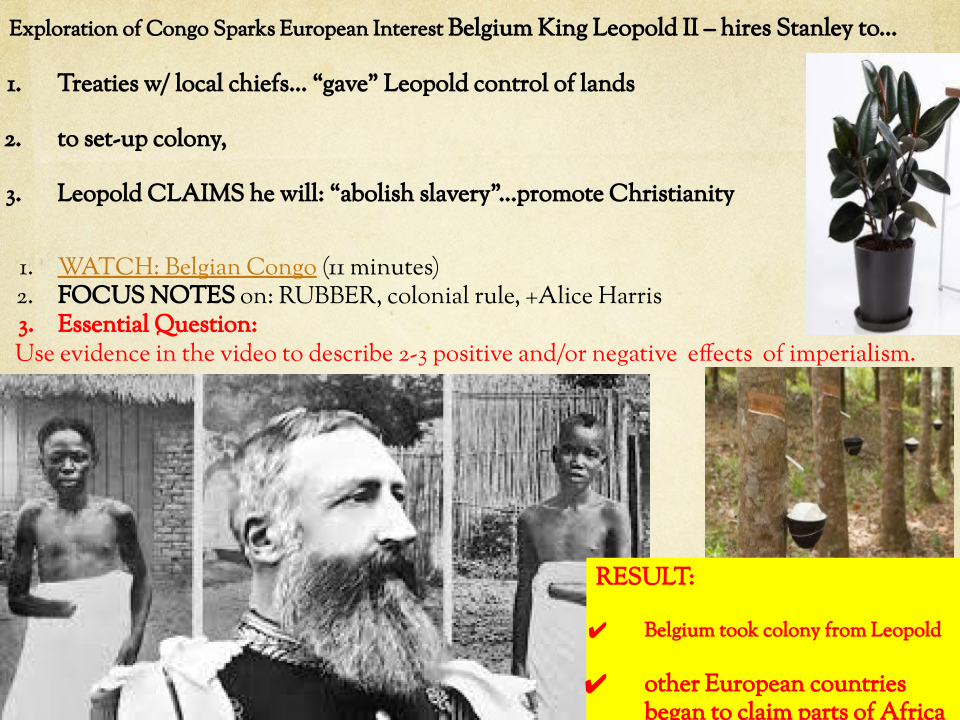 Exploration of Congo Sparks European Interest Belgium King Leopold II – hires Stanley to…
1. Treaties w/ local chiefs… “gave” Leopold control of lands
2. to set-up colony,
3. Leopold CLAIMS he will: “abolish slavery”…promote Christianity
1. WATCH: Belgian Congo (11 minutes)
2. FOCUS NOTES on: RUBBER, colonial rule, +Alice Harris
3. Essential Question:
Use evidence in the video to describe 2-3 positive and/or negative effects of imperialism.
RESULT:
✔ Belgium took colony from Leopold
✔ other European countries
began to claim parts of Africa